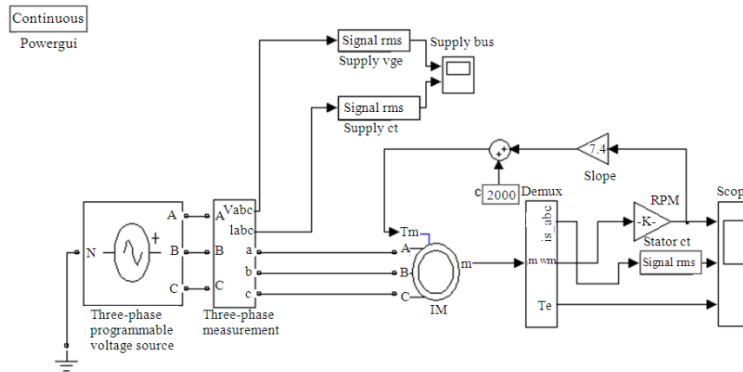 Continuous
Powergui
Signal rms
Supply vge
Supply bus
Signal rms
Supply ct
7.4
Slope
c
2000
Demux
RPM
Scop
-K-
Stator ct
Signal rms
N
A
B
C
+
A
B
C
Vabc
Iabc
a
b
c
Three-phase
programmable
voltage source
Three-phase
measurement
Tm
A
B
C
m
IM
is_abc
m wm
Te
++